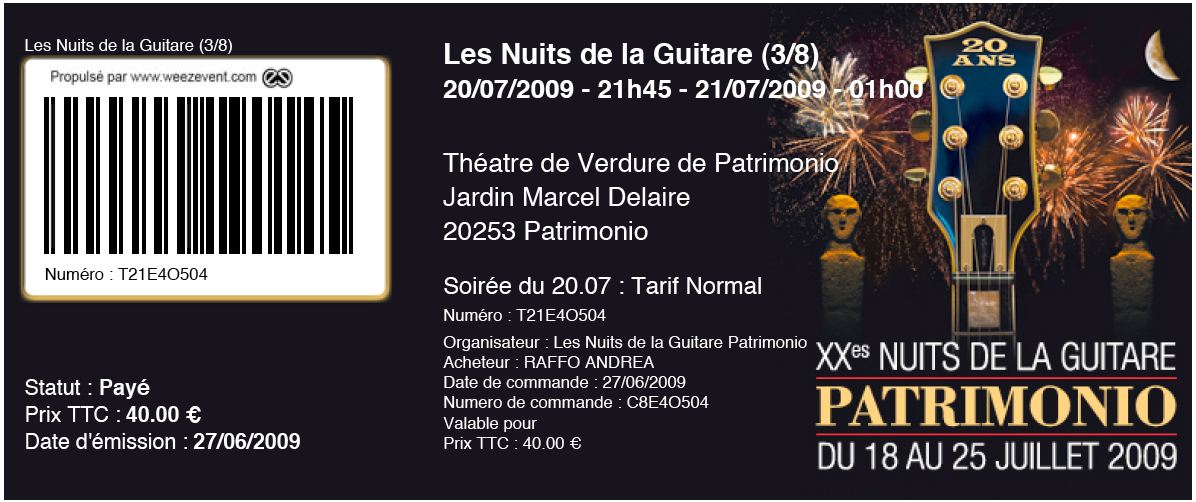 Les Nuits de la Guitare (3/8)
Propulsé par www.weezevent.com
Numéro : T21E4O504
Statut : Payé
Prix TTC : 40.00 €
Date d'émission : 27/06/2009
Les Nuits de la Guitare (3/8)
20/07/2009 - 21h45 - 21/07/2009 - 01h00
Théatre de Verdure de Patrimonio
Jardin Marcel Delaire
20253 Patrimonio
Soirée du 20.07 : Tarif Normal
Numéro : T21E4O504
Organisateur : Les Nuits de la Guitare Patrimonio
Acheteur : RAFFO ANDREA
Date de commande : 27/06/2009
Numero de commande : C8E4O504
Valable pour
Prix TTC : 40.00 €
20
ANS
XXes NUITS DE LA GUITARE
PATRIMONIO
DU 18 AU 25 JUILLET 2009